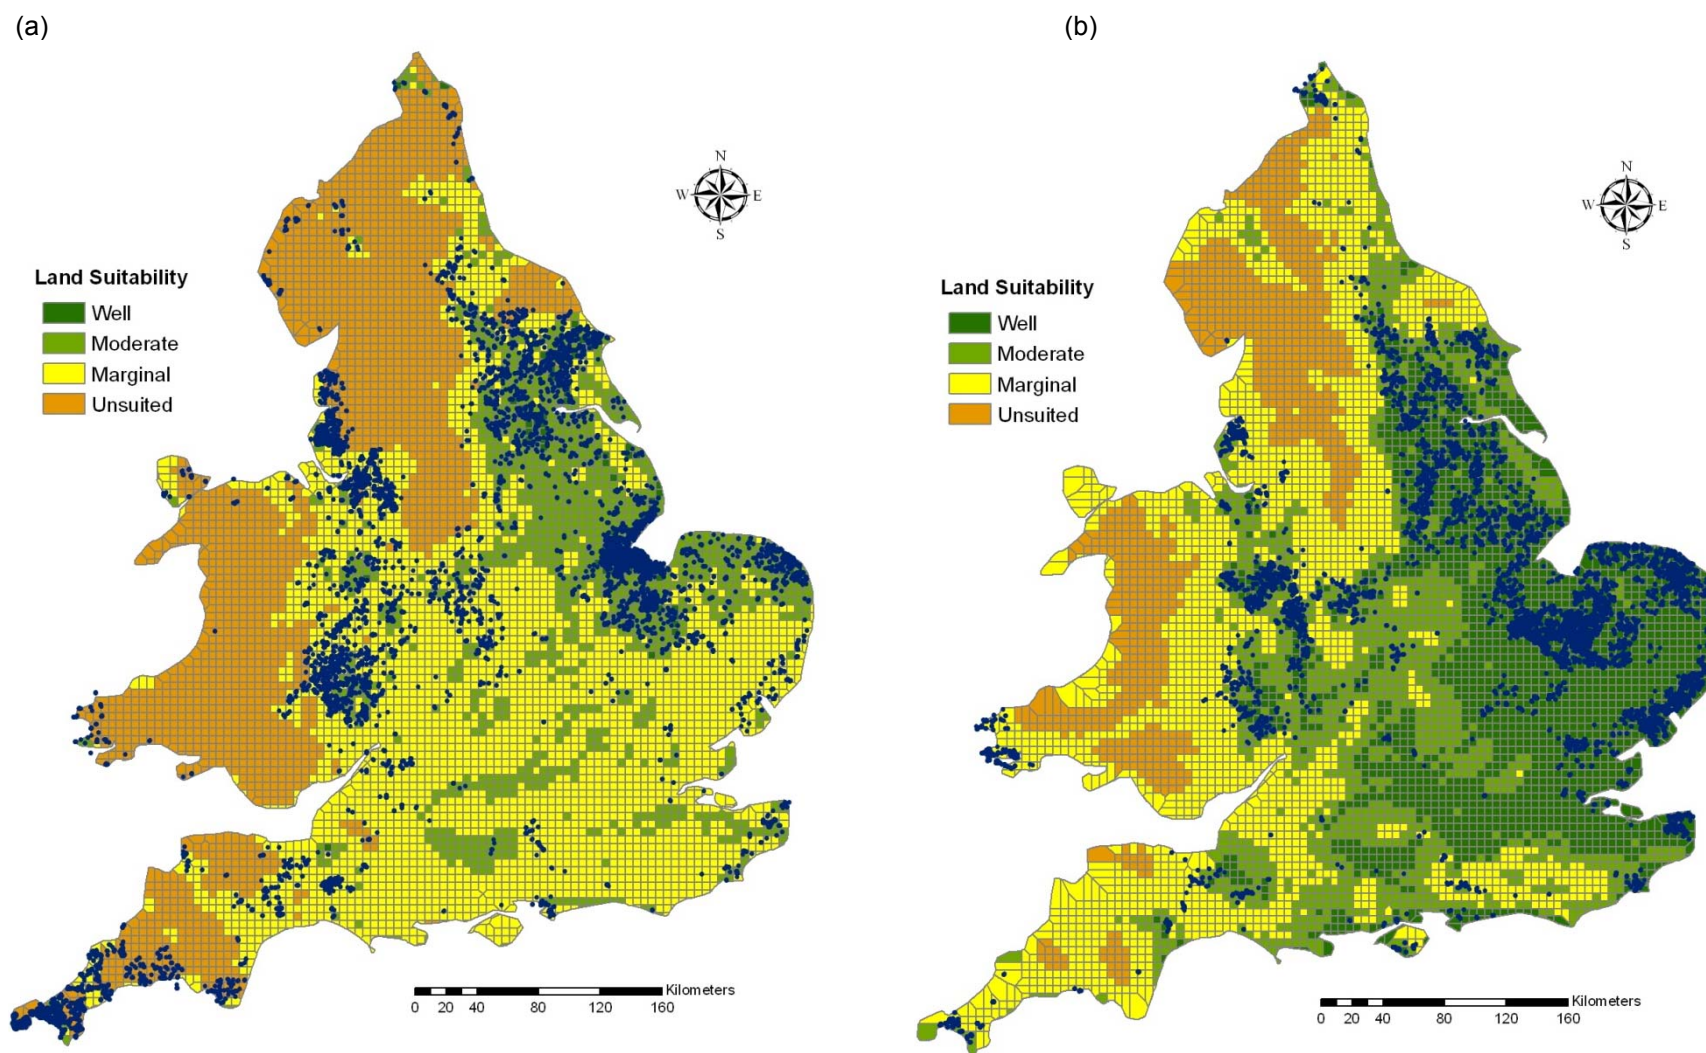 (a)
(b)
N
W E
S
Land Suitability
Well
Moderate
Marginal
Unsuited
Kilometers
0 20 40 80 120 160
N
W E
S
Land Suitability
Well
Moderate
Marginal
Unsuited
Kilometers
0 20 40 80 120 160